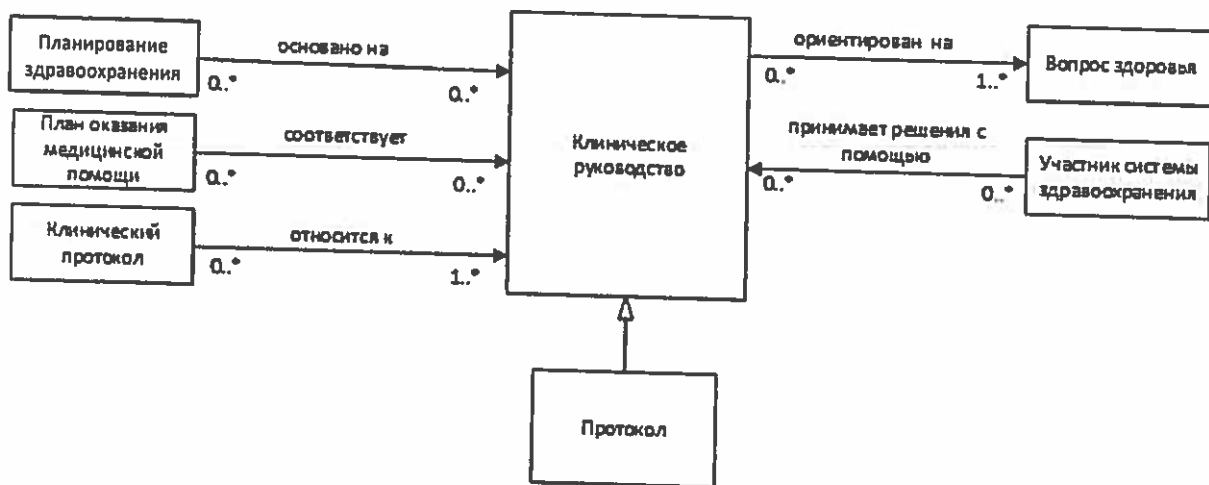 Планирование
здравоохранения
основано на
0..*
0..*
План оказания
медицинской
помощи
соответствует
0..*
0..*
Клинический
протокол
относится к
0..*
1..*
Клиническое
руководство
ориентирован на
0..*
1..*
Вопрос здоровья
принимает решения с
помощью
0..*
0..*
Участник системы
здравоохранения
Протокол